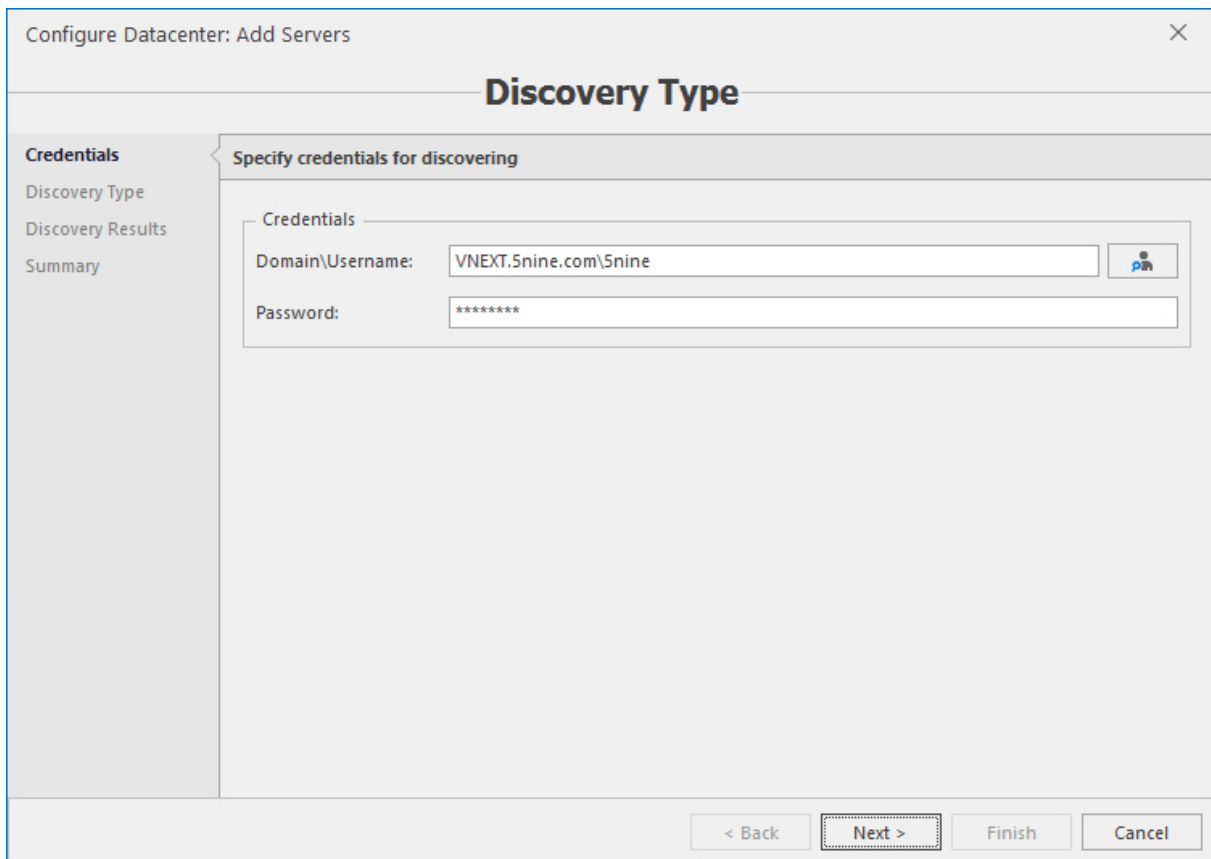 Configure Datacenter: Add Servers
Discovery Type
Credentials
Discovery Type
Discovery Results
Summary
Specify credentials for discovering
Credentials
Domain\Username: VNEXT.5nine.com\5nine
Password: ********
< Back Next > Finish Cancel